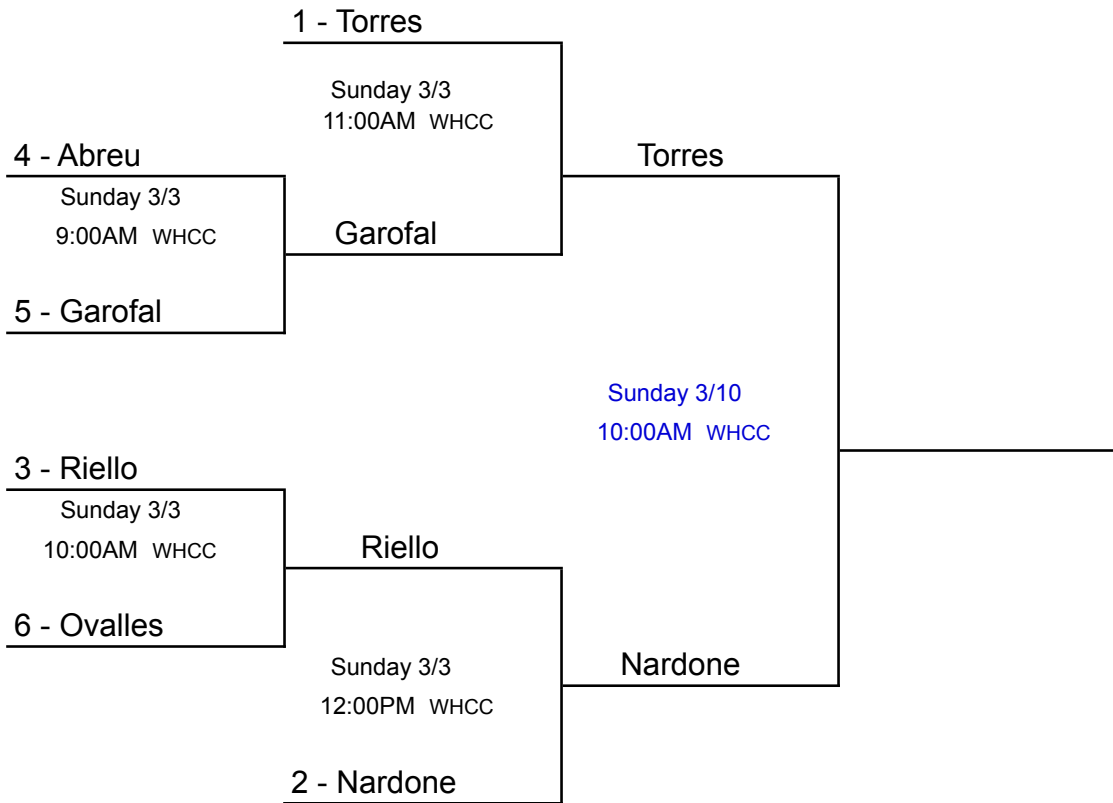 1 - Torres
Sunday 3/3
11:00AM WHCC
4 - Abreu
Torres
Sunday 3/3
9:00AM WHCC
Garofal
5 - Garofal
Sunday 3/10
10:00AM WHCC
3 - Riello
Sunday 3/3
10:00AM WHCC
Riello
6 - Ovalles
Sunday 3/3
12:00PM WHCC
Nardone
2 - Nardone